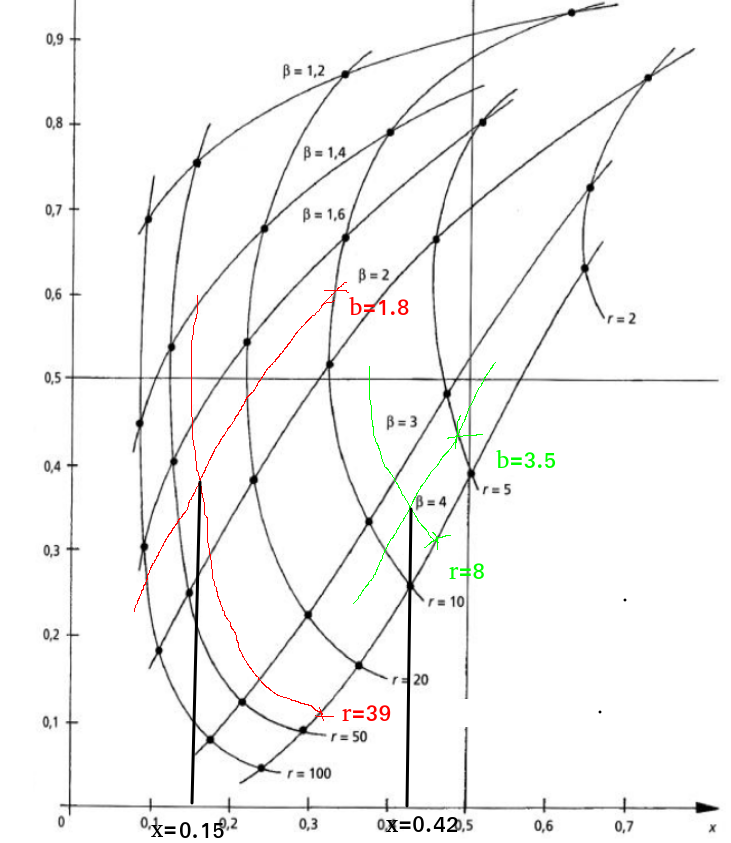 0,9
β = 1,2
0,8
β = 1,4
0,7
β = 1,6
0,6
β = 2
b=1.8
r = 2
0,5
β = 3
0,4
b=3.5
r = 5
β = 4
0,3
r=8
r = 10
0,2
r = 20
0,1
r=39
r = 50
r = 100
0
0,1
x=0.15
0,2
0,3
x=0.42
0,5
0,6
0,7
x